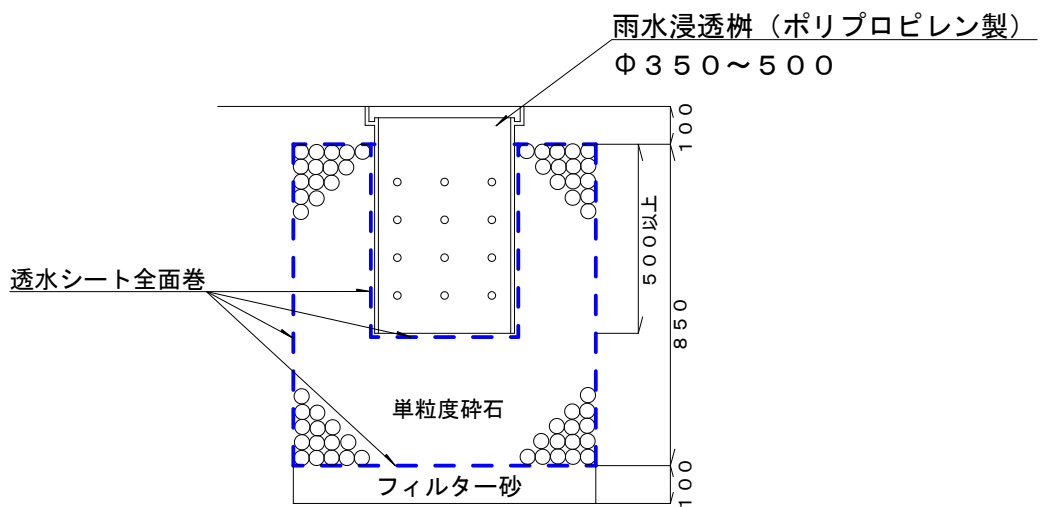 雨水浸透桝（ポリプロピレン製）
Φ３５０～５００
１００
５００以上
８５０
透水シート全面巻
単粒度砕石
フィルター砂
１００